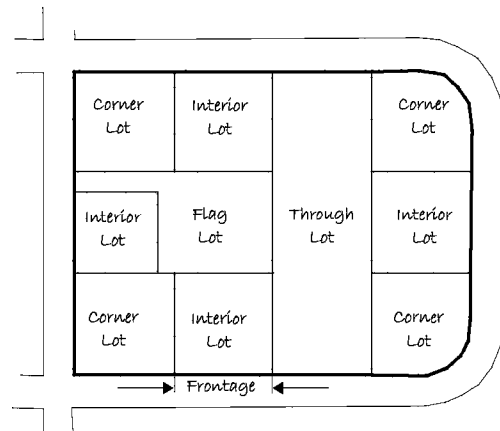 Corner
Lot
Interior
Lot
Corner
Lot
Interior
Lot
Flag
Lot
Through
Lot
Interior
Lot
Corner
Lot
Interior
Lot
Corner
Lot
Frontage